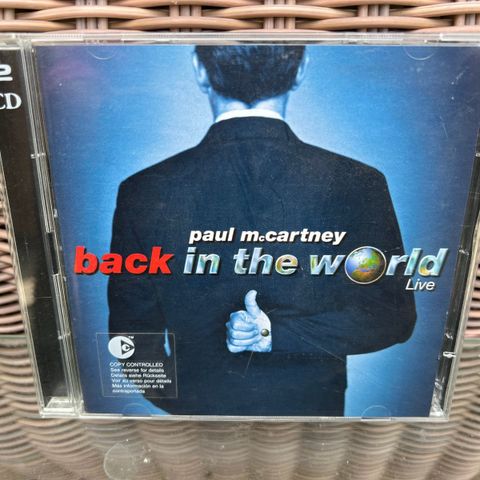 2
CD
paul mccartney
back in the world
Live
COPY CONTROLLED
See reverse for details
Details siehe Rückseite
Voir au verso pour détails
Más información en la
contraportada